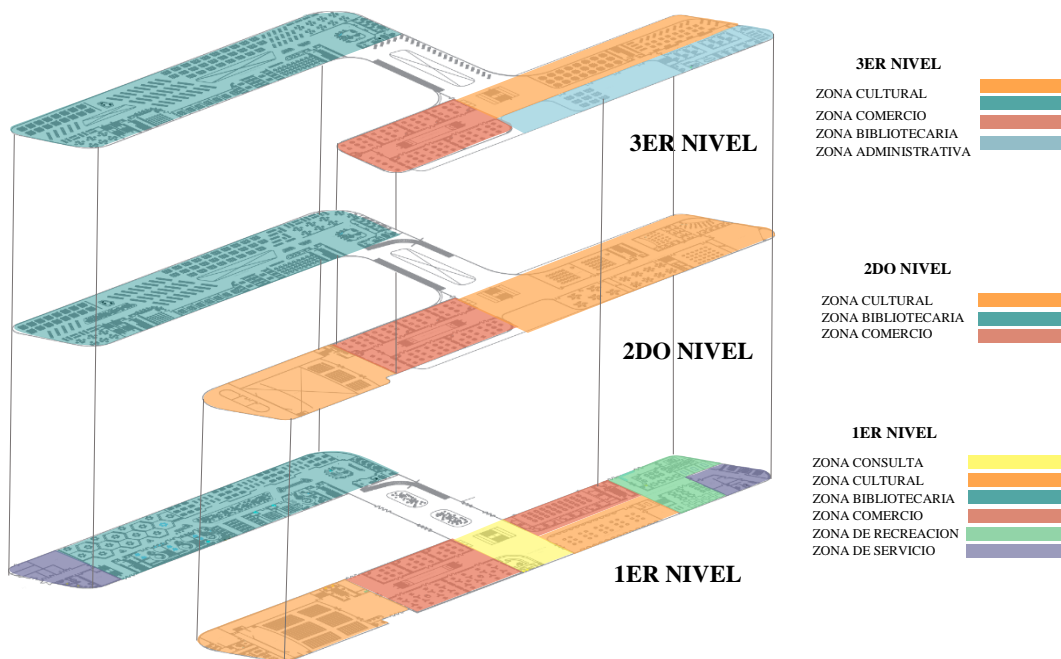 3ER NIVEL
ZONA CULTURAL
ZONA COMERCIO
ZONA BIBLIOTECARIA
ZONA ADMINISTRATIVA
3ER NIVEL
2DO NIVEL
ZONA CULTURAL
ZONA BIBLIOTECARIA
ZONA COMERCIO
2DO NIVEL
1ER NIVEL
ZONA CONSULTA
ZONA CULTURAL
ZONA BIBLIOTECARIA
ZONA COMERCIO
ZONA DE RECREACION
ZONA DE SERVICIO
1ER NIVEL